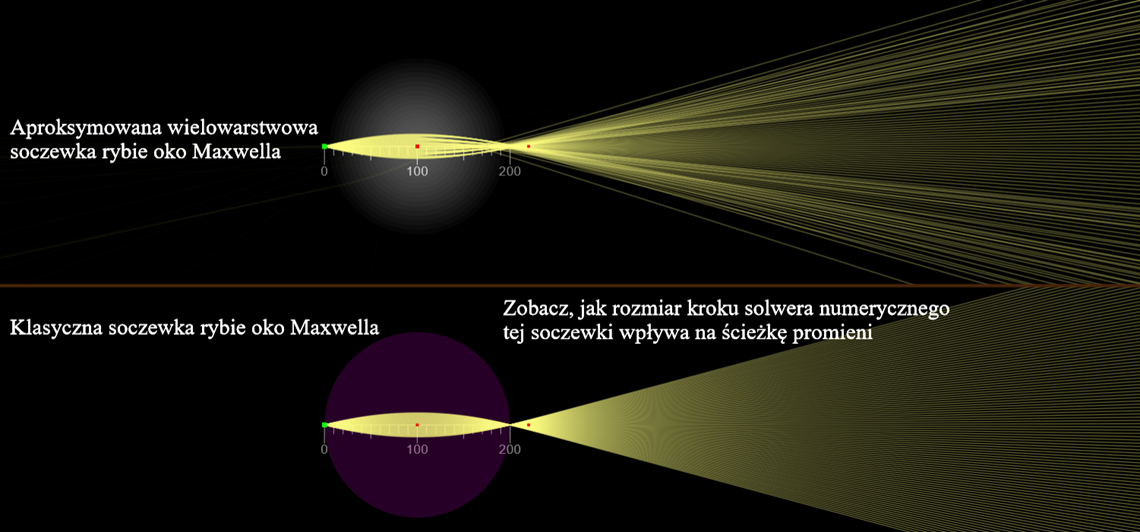 Aproksymowana wielowarstwowa
soczewka rybie oko Maxwella
0 100 200
Zobacz, jak rozmiar kroku solwera numerycznego
tej soczewki wpływa na ścieżkę promieni
Klasyczna soczewka rybie oko Maxwella
0 100 200